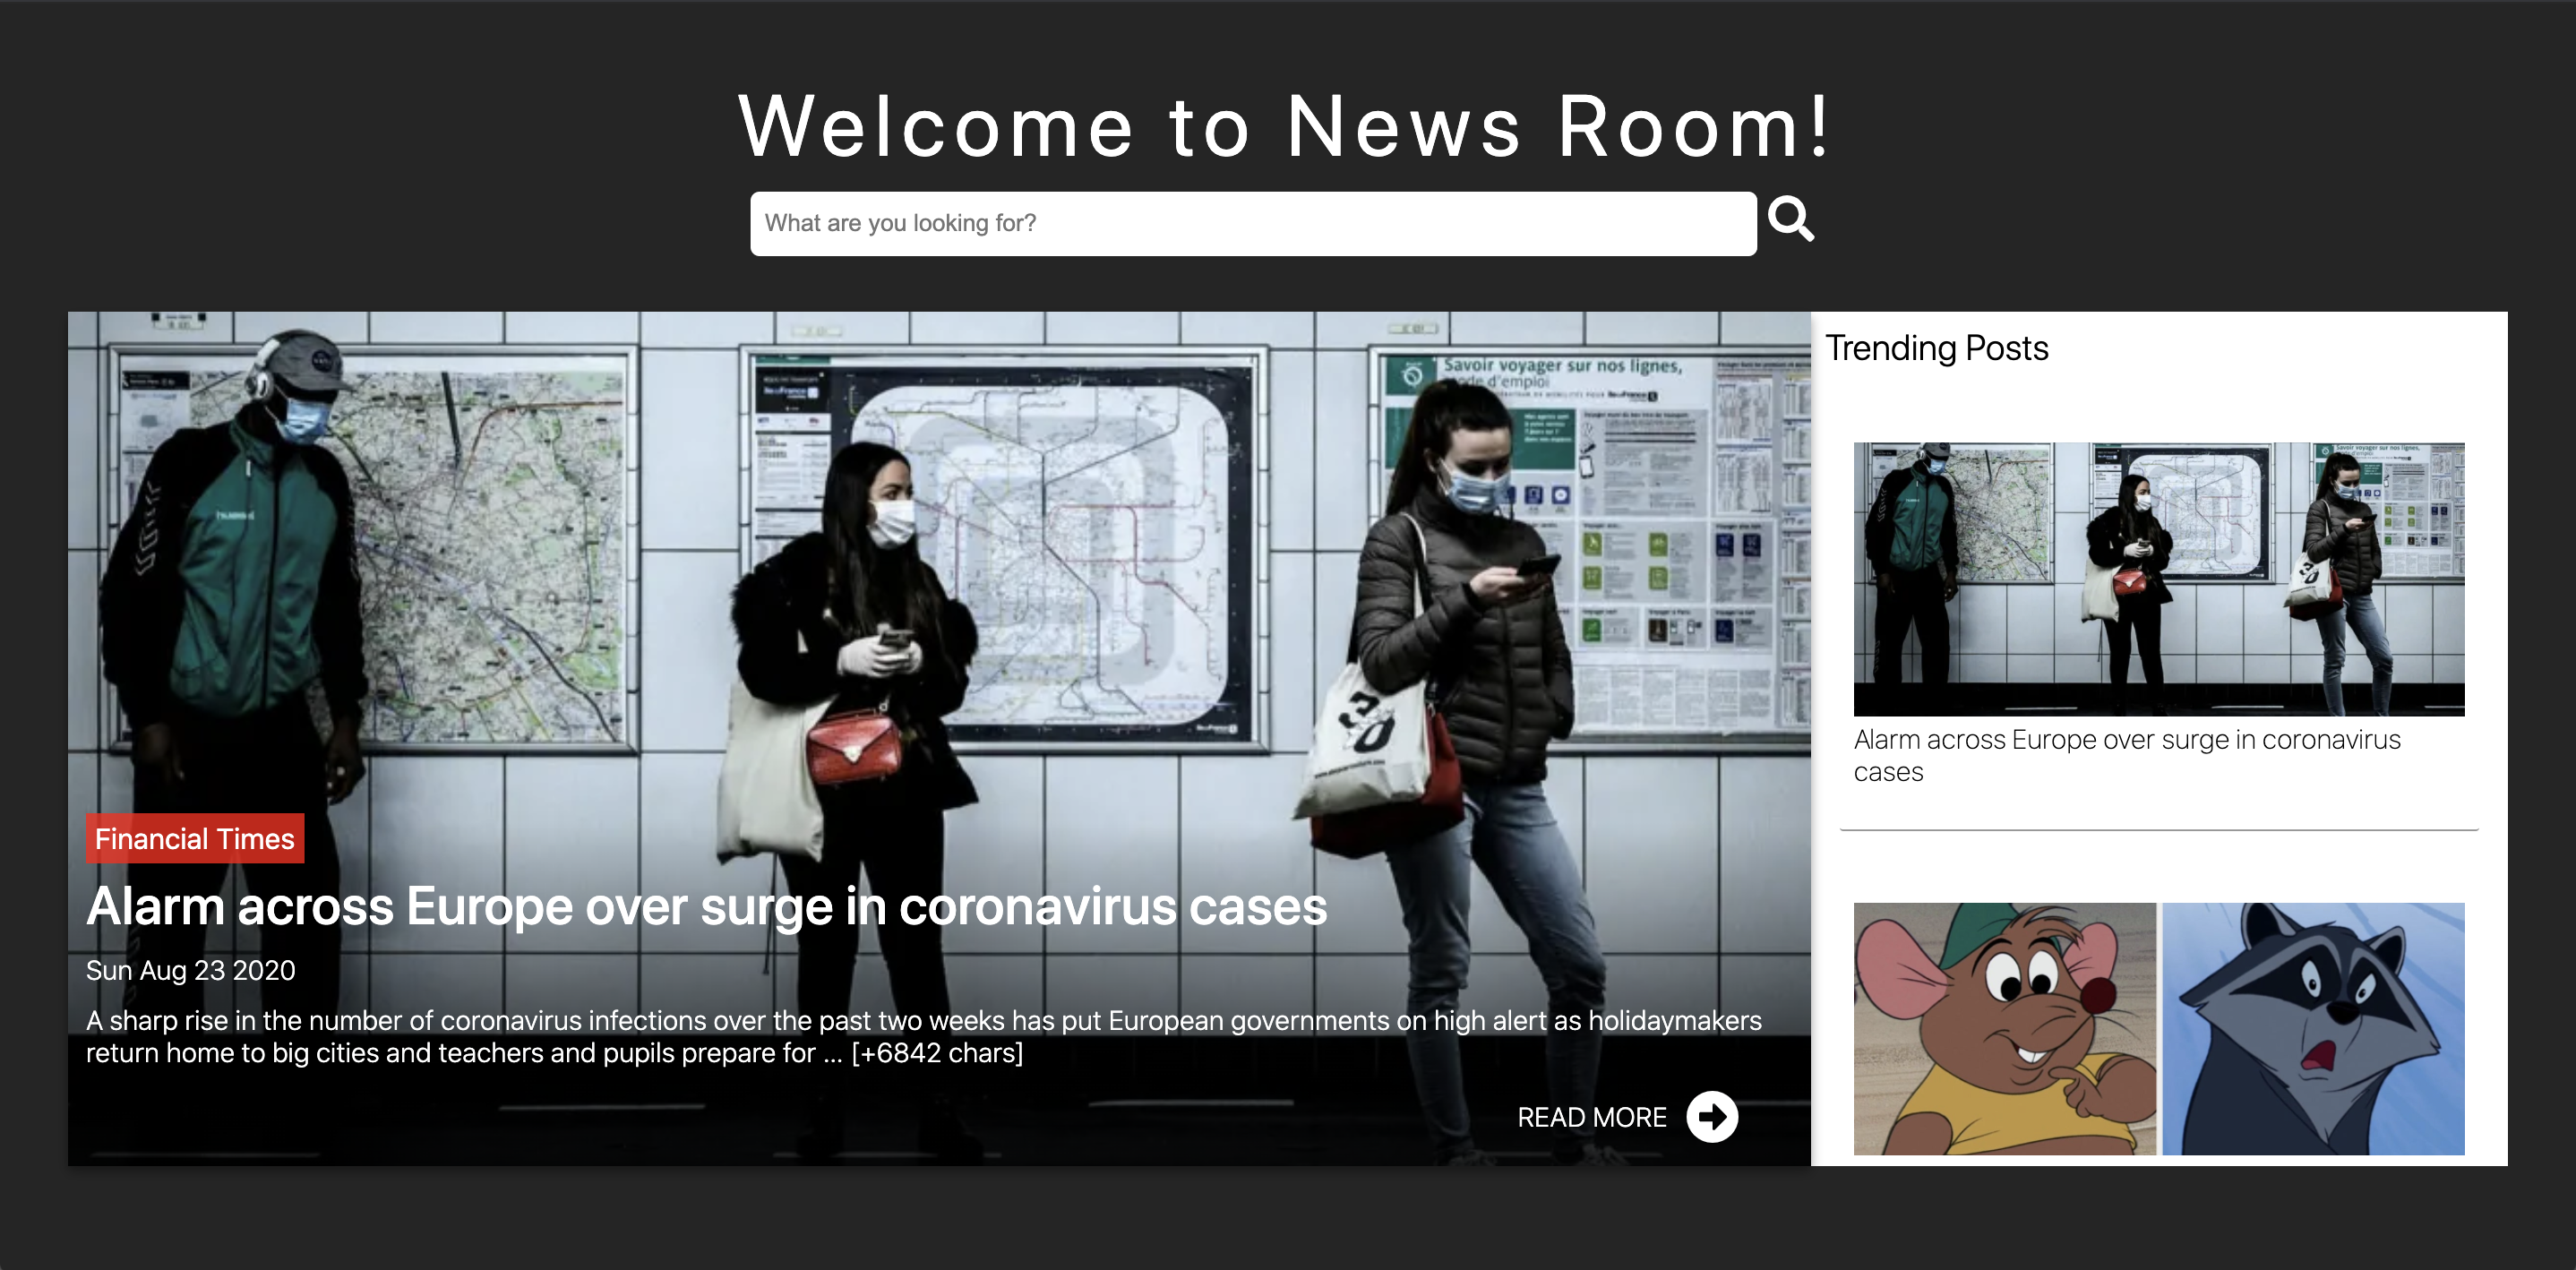 Welcome to News Room!
What are you looking for?
Savoir voyager sur nos lignes,
mode d'emploi
Financial Times
Alarm across Europe over surge in coronavirus cases
Sun Aug 23 2020
A sharp rise in the number of coronavirus infections over the past two weeks has put European governments on high alert as holidaymakers
return home to big cities and teachers and pupils prepare for ... [+6842 chars]
READ MORE
Trending Posts
Alarm across Europe over surge in coronavirus
cases